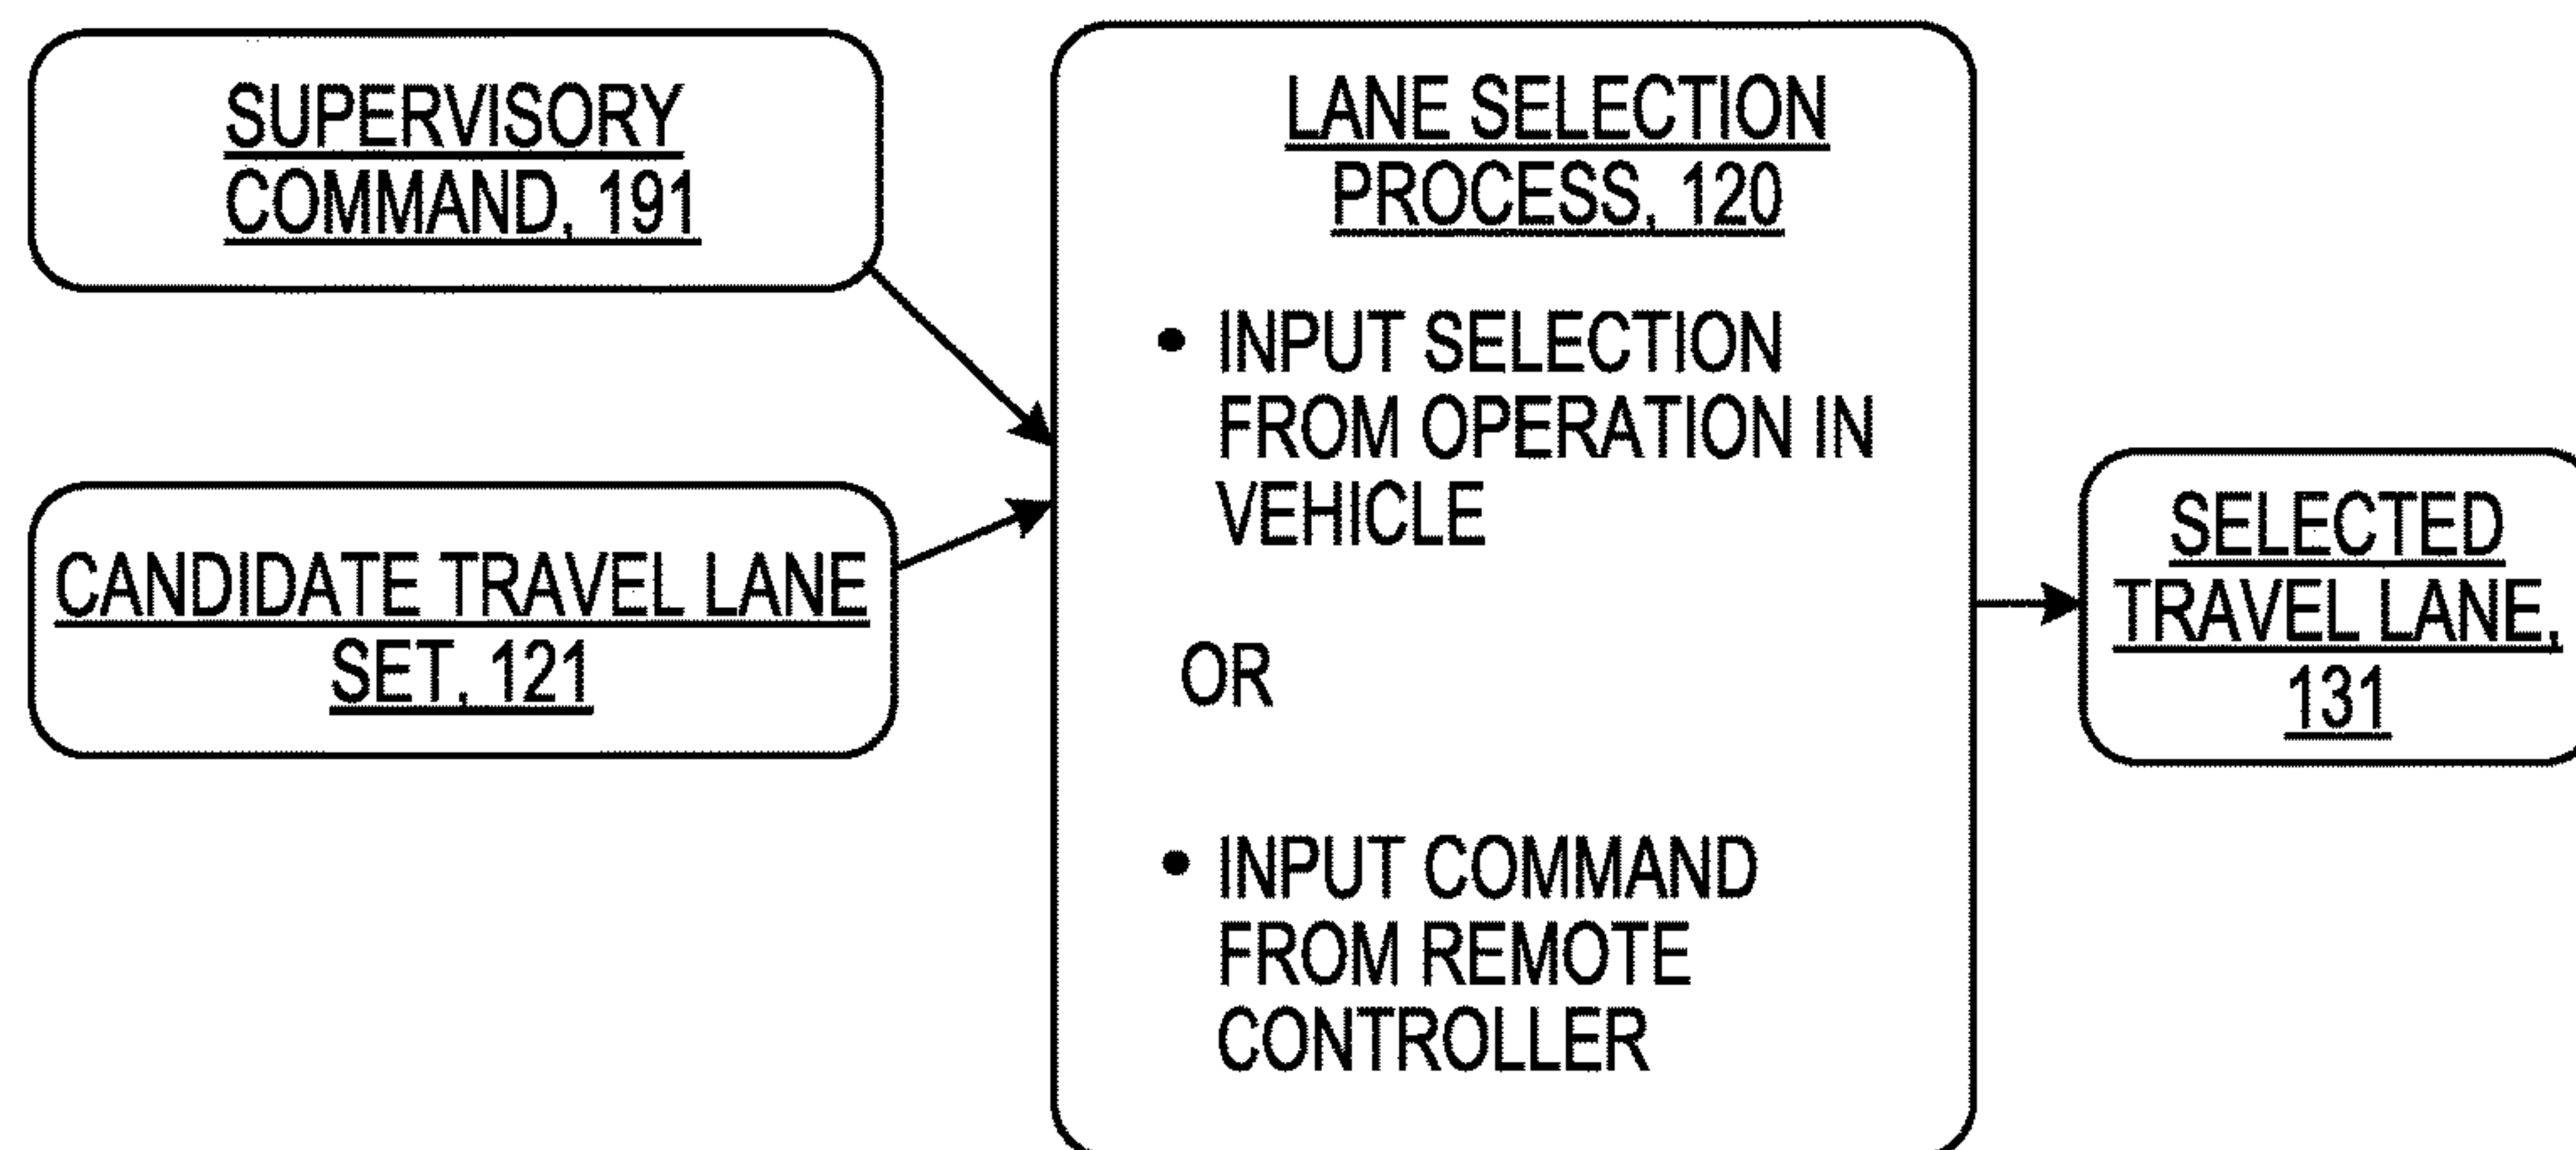 SUPERVISORY
COMMAND, 191
CANDIDATE TRAVEL LANE
SET, 121
LANE SELECTION
PROCESS, 120
• INPUT SELECTION
FROM OPERATION IN
VEHICLE
OR
• INPUT COMMAND
FROM REMOTE
CONTROLLER
SELECTED
TRAVEL LANE,
131